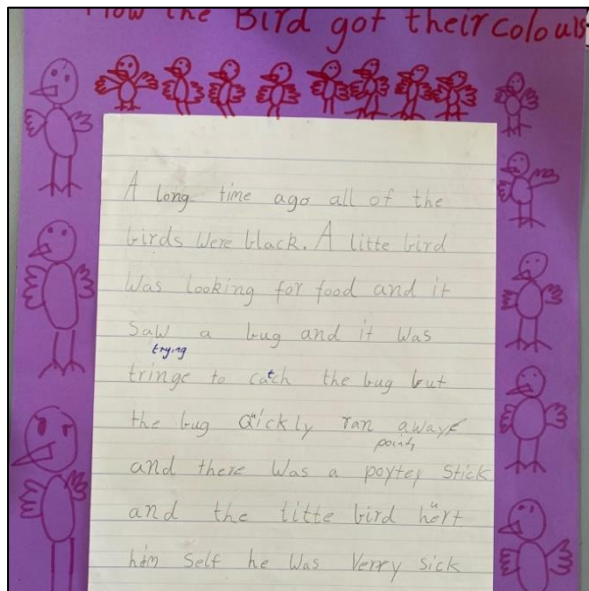 How the Bird got their colours
A long time ago all of the
birds were black. A litte bird
was looking for food and it
saw a bug and it was
trying
tringe to catch the bug but
the bug quickly ran away
pointy
and there was a poytey stick
and the litte bird hurt
him self he was verry sick